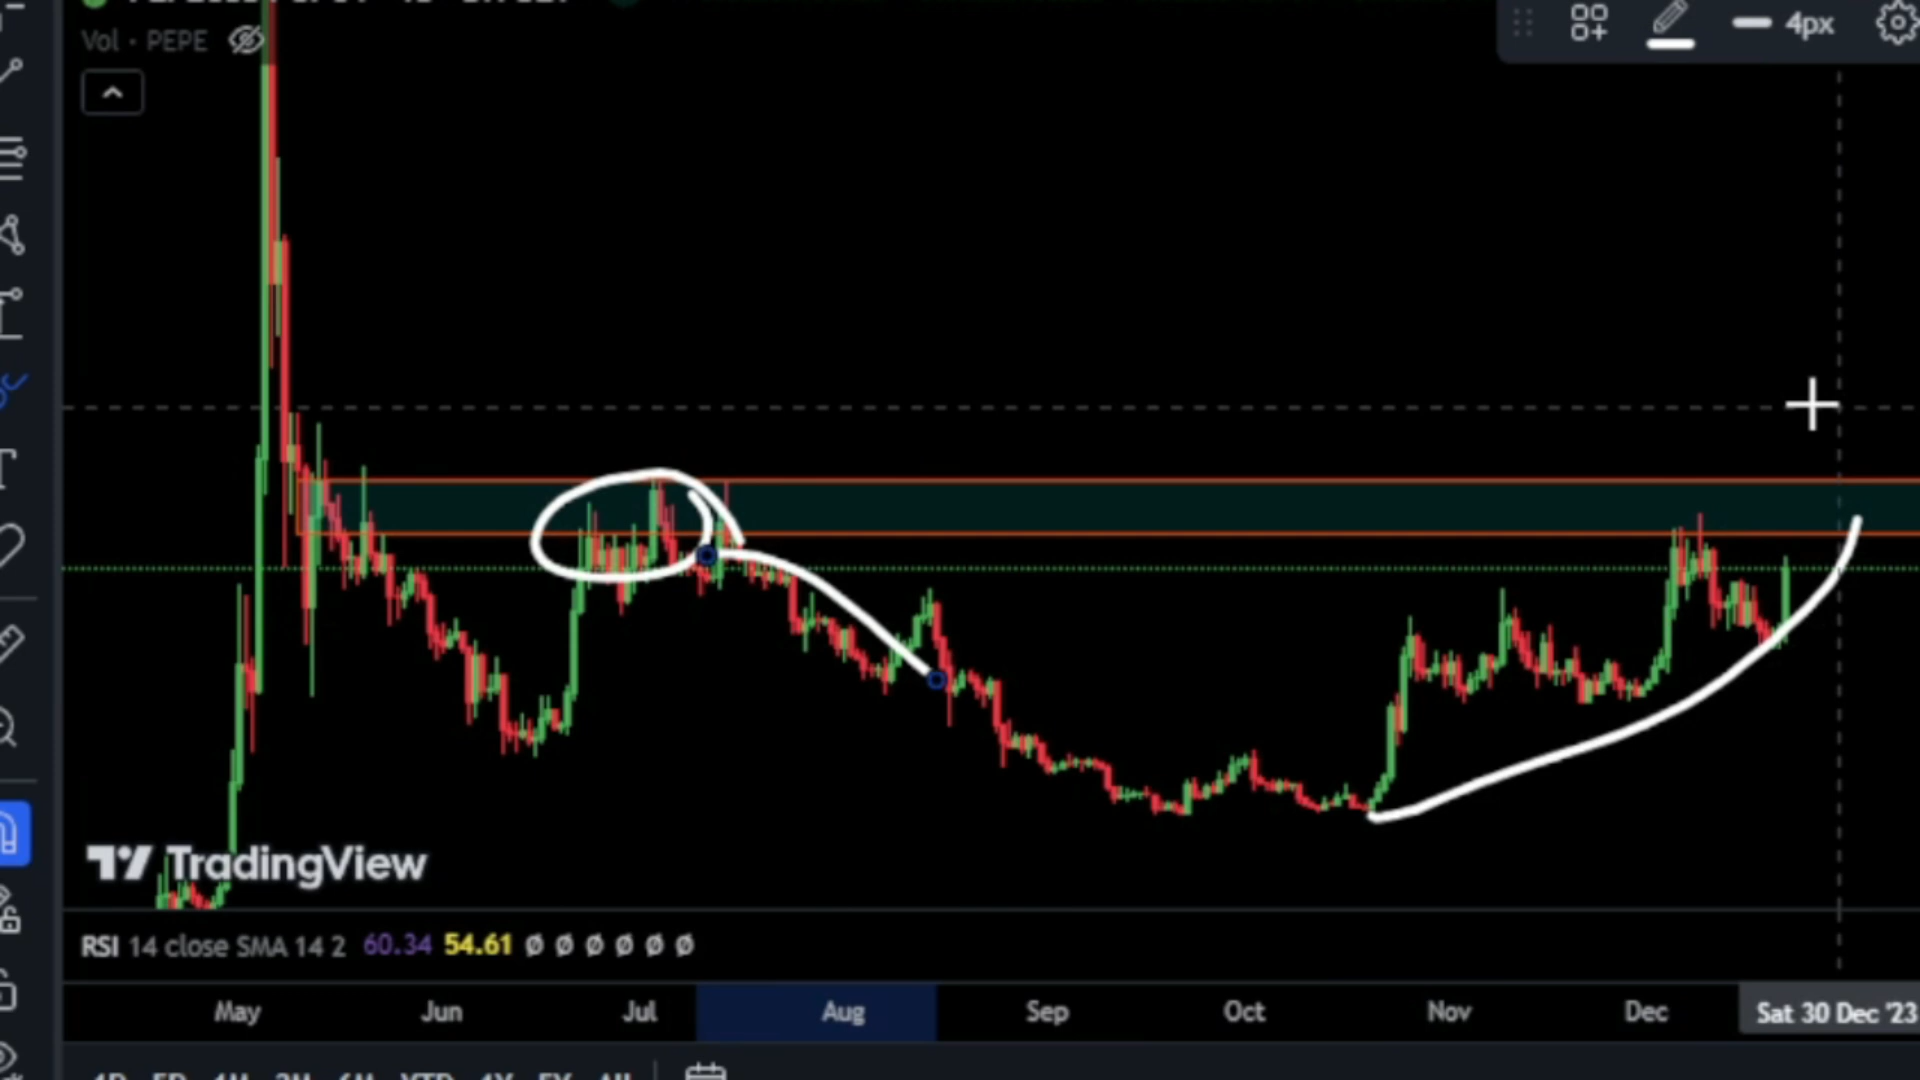 4px
Vol · PEPE
TradingView
RSI 14 close SMA 14 2 60.34 54.61 Ø Ø Ø Ø Ø Ø
May Jun Jul Aug Sep Oct Nov Dec Sat 30 Dec '23